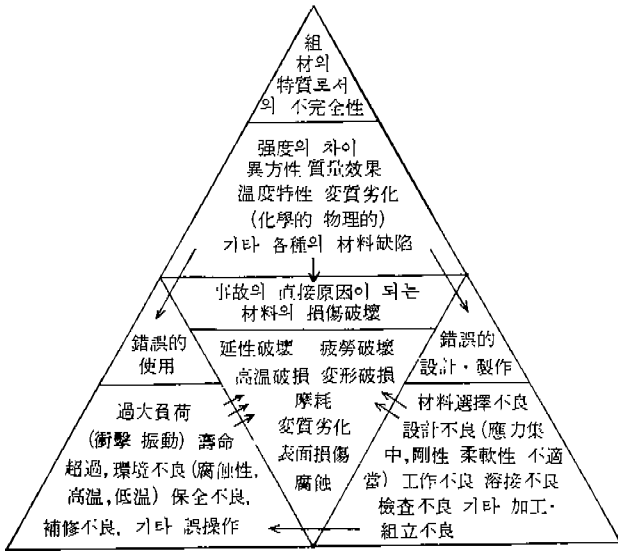 組
材의
特質로서
의 不完全性
强度의 차이
異方性 質量效果
溫度特性 変質劣化
(化學的 物理的)
기타 各種의 材料缺陷
事故의 直接原因이 되는
材料의 損傷破壞
錯誤的
使用
延性破壞 疲勞破壞
高温破損 変形破損
摩耗
変質劣化
表面損傷
腐蝕
錯誤的
設計·製作
過大負荷
(衝擊 振動) 壽命
超過, 環境不良(腐蝕性,
高温, 低温) 保全不良,
補修不良, 기타 誤操作
材料選擇不良
設計不良(應力集
中, 剛性 柔軟性 不適
當) 工作不良 溶接不良
檢査不良 기타 加工·
組立不良